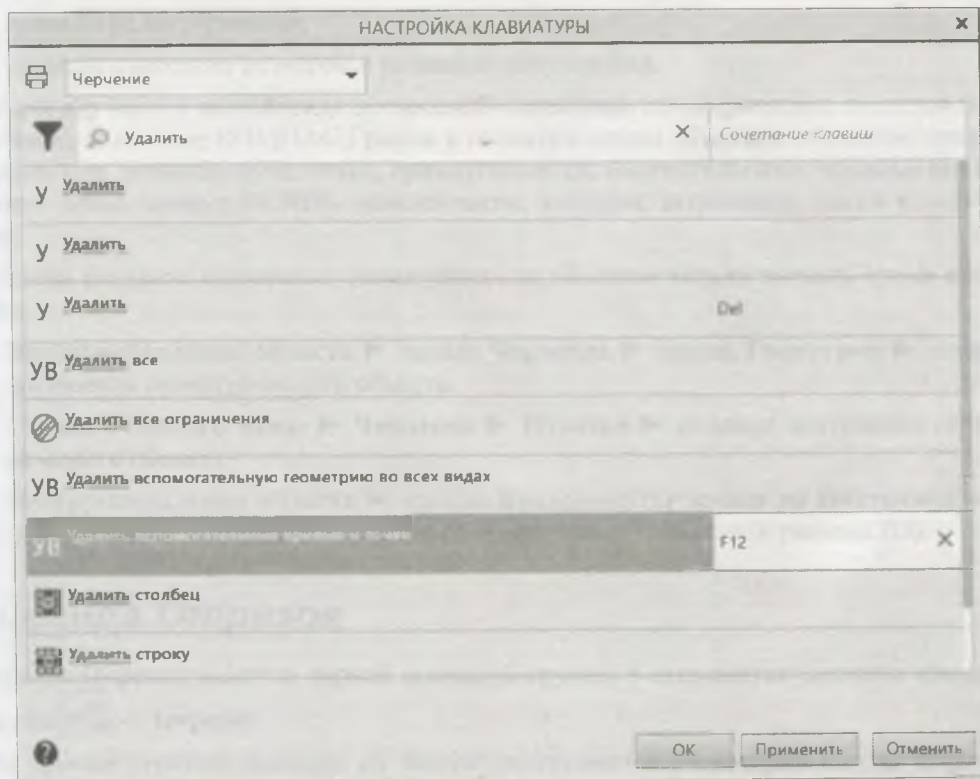 НАСТРОЙКА КЛАВИАТУРЫ
Черчение
Удалить Сочетание клавиш
У Удалить
У Удалить
У Удалить Del
УВ Удалить все
Удалить все ограничения
УВ Удалить вспомогательную геометрию во всех видах
УВ Удалить вспомогательные кривые и точки F12
Удалить столбец
Удалить строку
OK Применить Отменить